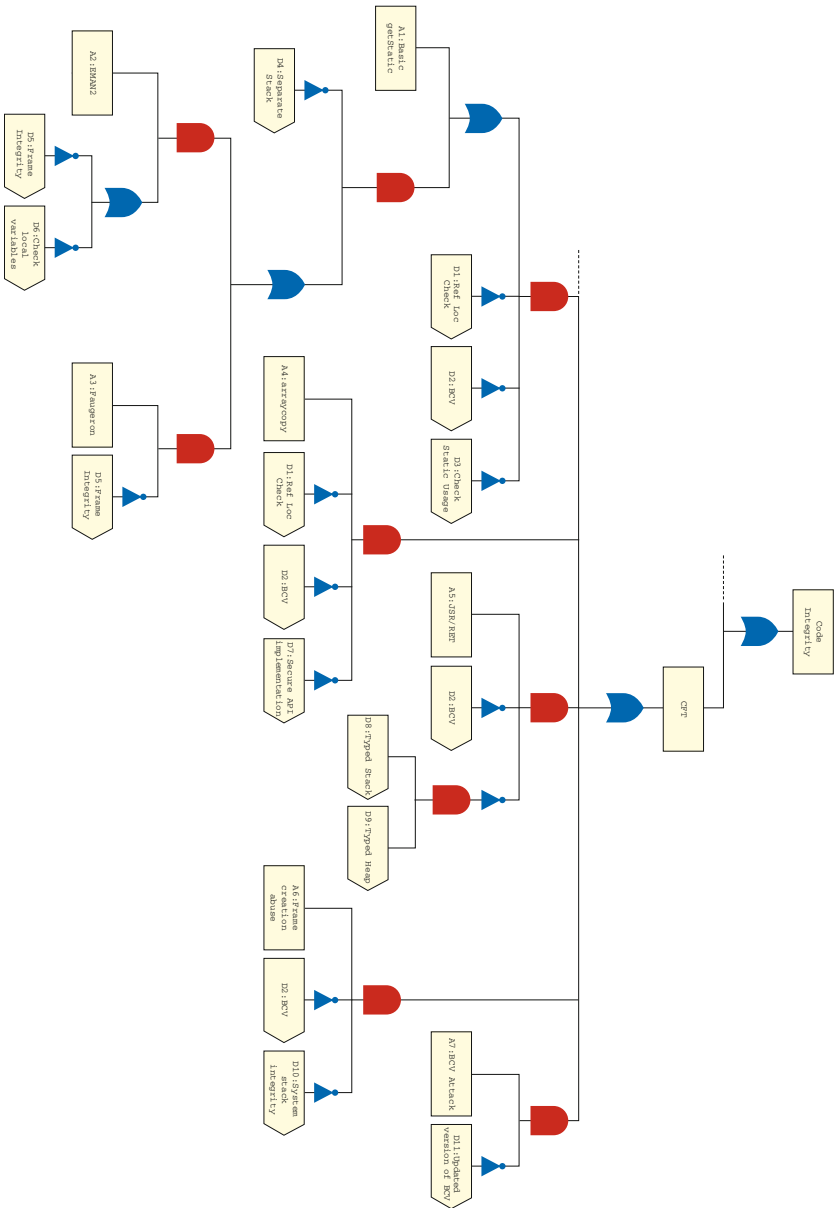 Code
Integrity
CFT
A1:Basic
getStatic
D4:Separate
Stack
A2:EMAN2
D5:Frame
Integrity
D6:Check
local
variables
A3:Faugeron
D5:Frame
Integrity
D1:Ref Loc
Check
D2:BCV
D3:Check
Static Usage
A4:arraycopy
D1:Ref Loc
Check
D2:BCV
D7:Secure API
implementation
A5:JSR/RET
D2:BCV
D8:Typed Stack
D9:Typed Heap
A6:Frame
creation
abuse
D2:BCV
D10:System
stack
integrity
A7:BCV Attack
D11:Updated
version of BCV